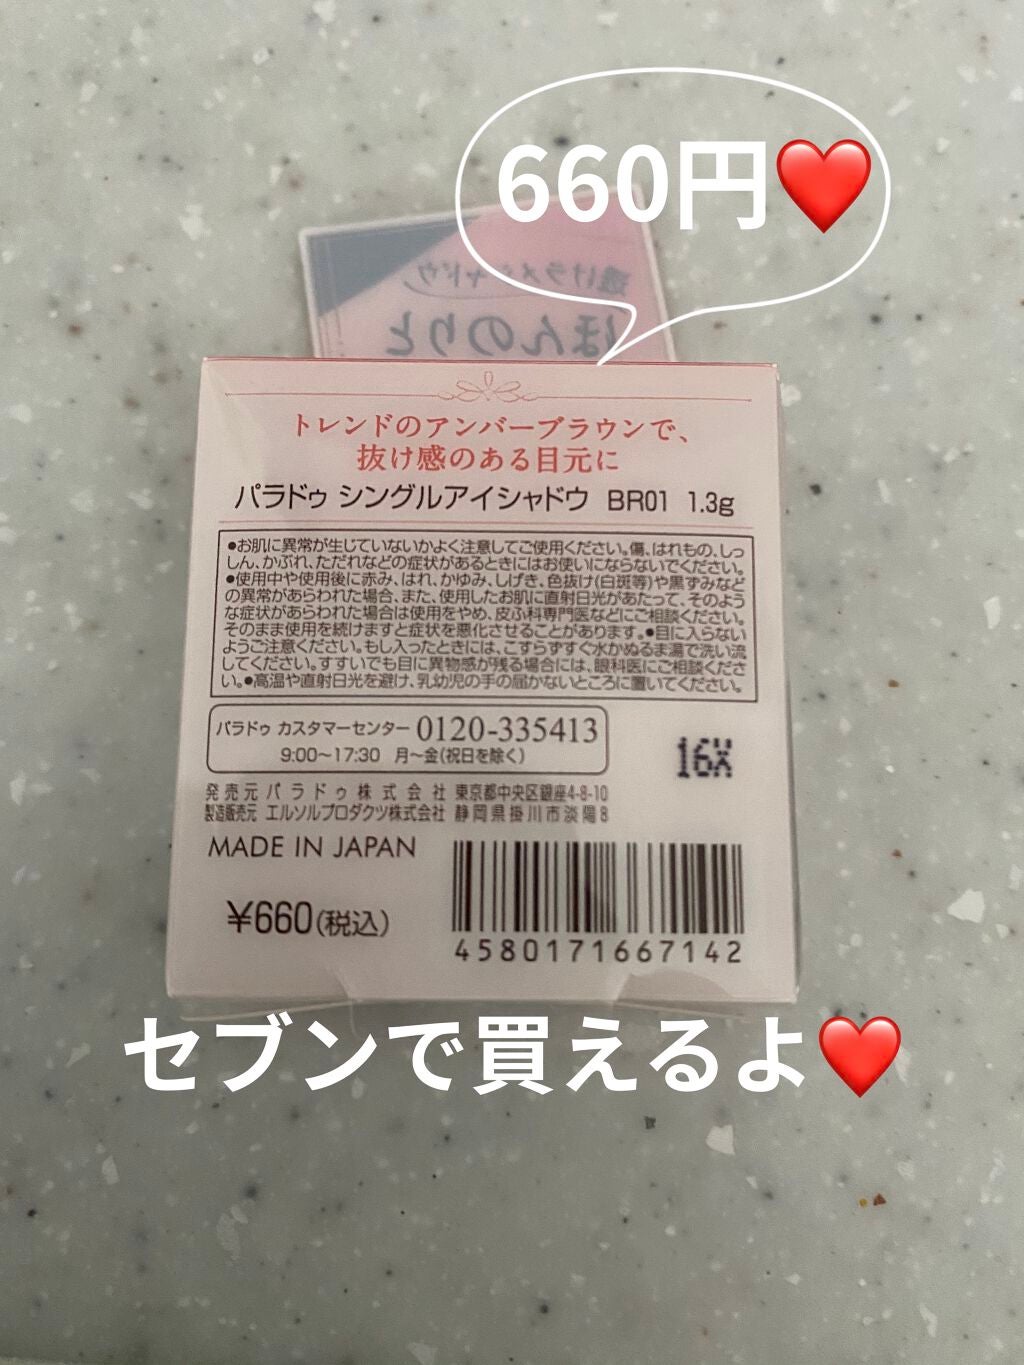 660円❤️
透けラメシャドウ
ほんのりと
トレンドのアンバーブラウンで、
抜け感のある目元に
パラドゥ シングルアイシャドウ BR01 1.3g
●お肌に異常が生じていないかよく注意してご使用ください。傷、はれもの、しっ
しん、かぶれ、ただれなどの症状があるときにはお使いにならないでください。
●使用中や使用後に赤み、はれ、かゆみ、しげき、色抜け(白斑等)や黒ずみなど
の異常があらわれた場合、また、使用したお肌に直射日光があたって、そのよう
な症状があらわれた場合は使用をやめ、皮ふ科専門医などにご相談ください。
そのまま使用を続けますと症状を悪化させることがあります。●目に入らない
ようご注意ください。もし入ったときには、こすらずすぐ水かぬるま湯で洗い流
してください。すすいでも目に異物感が残る場合には、眼科医にご相談くださ
い。●高温や直射日光を避け、乳幼児の手の届かないところに置いてください。
パラドゥ カスタマーセンター 0120-335413
9:00〜17:30 月〜金(祝日を除く)
16X
発売元 パラドゥ株式会社 東京都中央区銀座4-8-10
製造販売元 エルソルプロダクツ株式会社 静岡県掛川市淡陽8
MADE IN JAPAN
¥660(税込)
4580171667142
セブンで買えるよ❤️